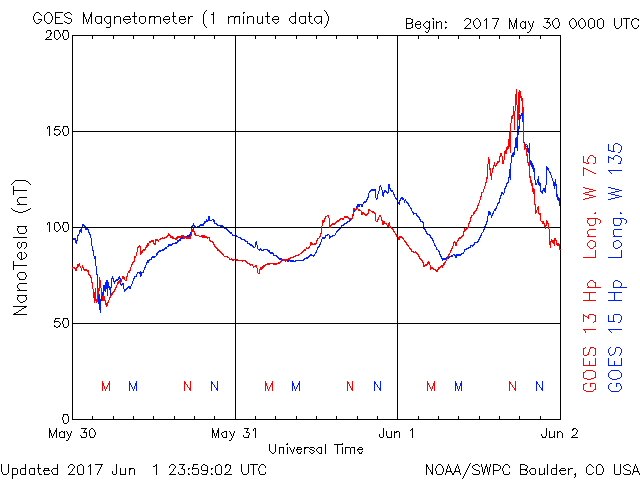 GOES Magnetometer (1 minute data)
Begin: 2017 May 30 0000 UTC
200
150
100
50
0
NanoTesla (nT)
M M N N M M N N M M N N
May 30 May 31 Jun 1 Jun 2
Universal Time
GOES 13 Hp Long. W 75
GOES 15 Hp Long. W 135
Updated 2017 Jun 1 23:59:02 UTC
NOAA/SWPC Boulder, CO USA